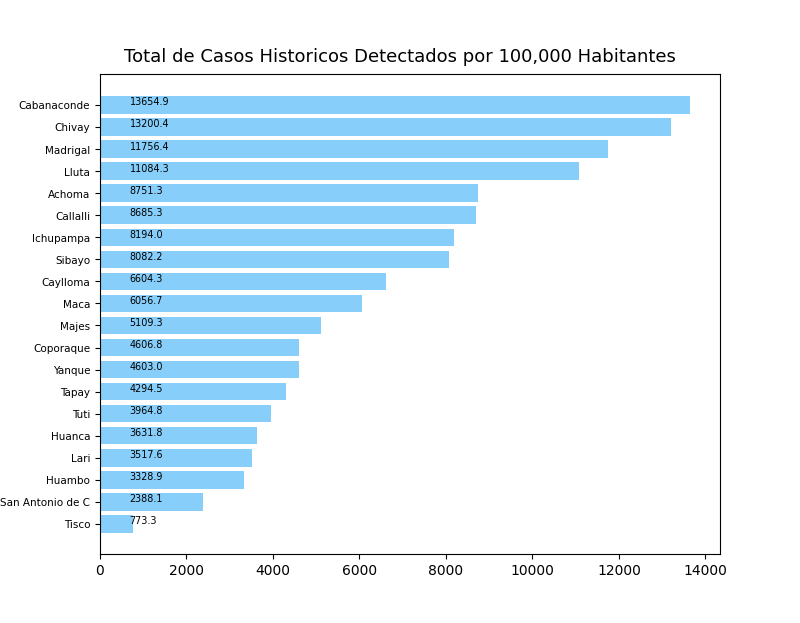 Total de Casos Historicos Detectados por 100,000 Habitantes
Cabanaconde 13654.9
Chivay 13200.4
Madrigal 11756.4
Lluta 11084.3
Achoma 8751.3
Callalli 8685.3
Ichupampa 8194.0
Sibayo 8082.2
Caylloma 6604.3
Maca 6056.7
Majes 5109.3
Coporaque 4606.8
Yanque 4603.0
Tapay 4294.5
Tuti 3964.8
Huanca 3631.8
Lari 3517.6
Huambo 3328.9
San Antonio de C 2388.1
Tisco 773.3
0 2000 4000 6000 8000 10000 12000 14000